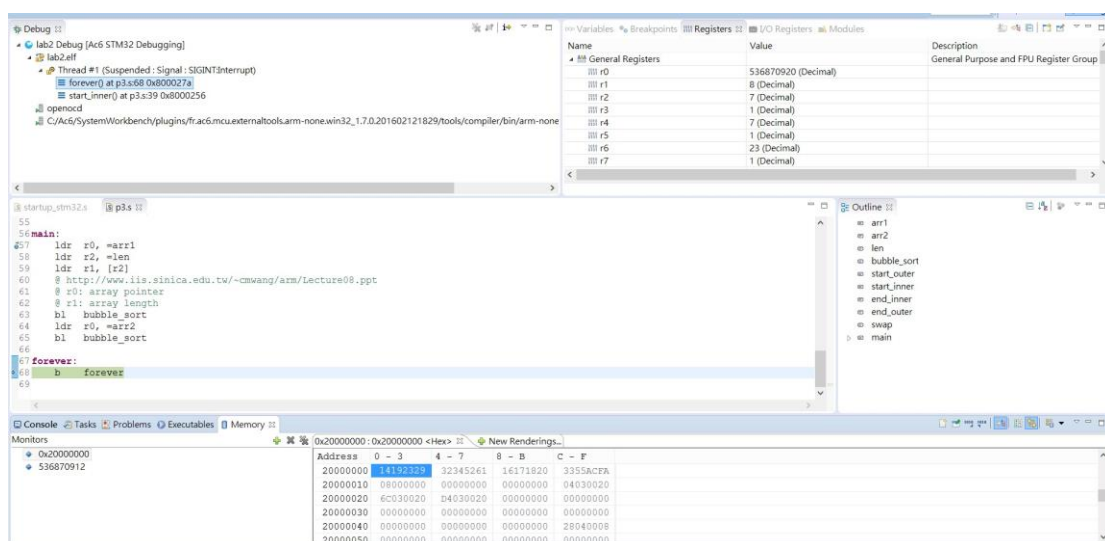 Debug
lab2 Debug [Ac6 STM32 Debugging]
lab2.elf
Thread #1 (Suspended : Signal : SIGINT:Interrupt)
forever() at p3.s:68 0x800027a
start_inner() at p3.s:39 0x8000256
openocd
C:/Ac6/SystemWorkbench/plugins/fr.ac6.mcu.externaltools.arm-none.win32_1.7.0.201602121829/tools/compiler/bin/arm-none
Variables Breakpoints Registers I/O Registers Modules
Name Value Description
General Registers General Purpose and FPU Register Group
r0 536870920 (Decimal)
r1 8 (Decimal)
r2 7 (Decimal)
r3 1 (Decimal)
r4 7 (Decimal)
r5 1 (Decimal)
r6 23 (Decimal)
r7 1 (Decimal)
startup_stm32.s p3.s
55
56 main:
57 ldr r0, =arr1
58 ldr r2, =len
59 ldr r1, [r2]
60 @ http://www.iis.sinica.edu.tw/~cmwang/arm/Lecture08.ppt
61 @ r0: array pointer
62 @ r1: array length
63 bl bubble_sort
64 ldr r0, =arr2
65 bl bubble_sort
66
67 forever:
68 b forever
69
Outline
arr1
arr2
len
bubble_sort
start_outer
start_inner
end_inner
end_outer
swap
main
Console Tasks Problems Executables Memory
Monitors
0x20000000
536870912
0x20000000 : 0x20000000 <Hex> New Renderings...
Address 0 - 3 4 - 7 8 - B C - F
20000000 14192329 32345261 16171820 3355ACFA
20000010 08000000 00000000 00000000 04030020
20000020 6C030020 D4030020 00000000 00000000
20000030 00000000 00000000 00000000 00000000
20000040 00000000 00000000 00000000 28040008
20000050 00000000 00000000 00000000 00000000